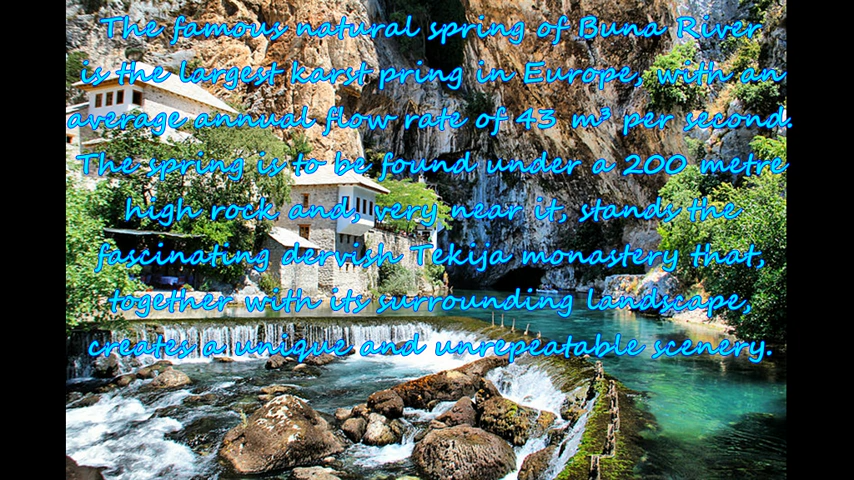 The famous natural spring of Buna River
is the largest karst pring in Europe, with an
average annual flow rate of 43 m³ per second.
The spring is to be found under a 200 metre
high rock and, very near it, stands the
fascinating dervish Tekija monastery that,
together with its surrounding landscape,
creates a unique and unrepeatable scenery.